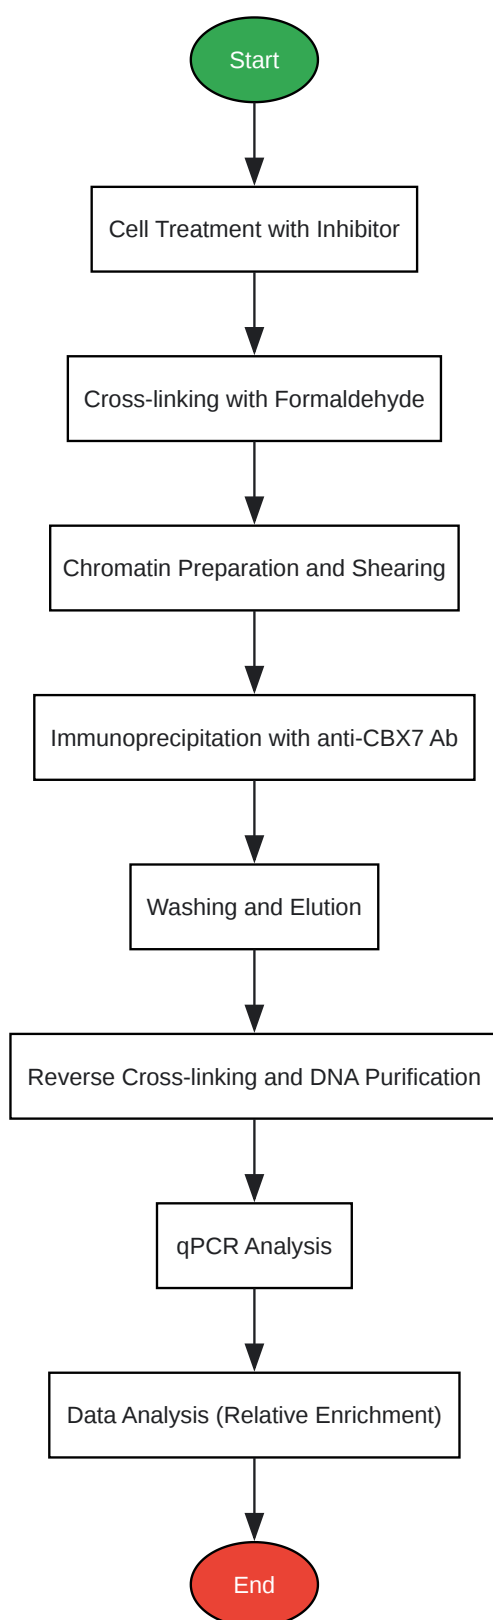 Start
Cell Treatment with Inhibitor
Cross-linking with Formaldehyde
Chromatin Preparation and Shearing
Immunoprecipitation with anti-CBX7 Ab
Washing and Elution
Reverse Cross-linking and DNA Purification
qPCR Analysis
Data Analysis (Relative Enrichment)
End